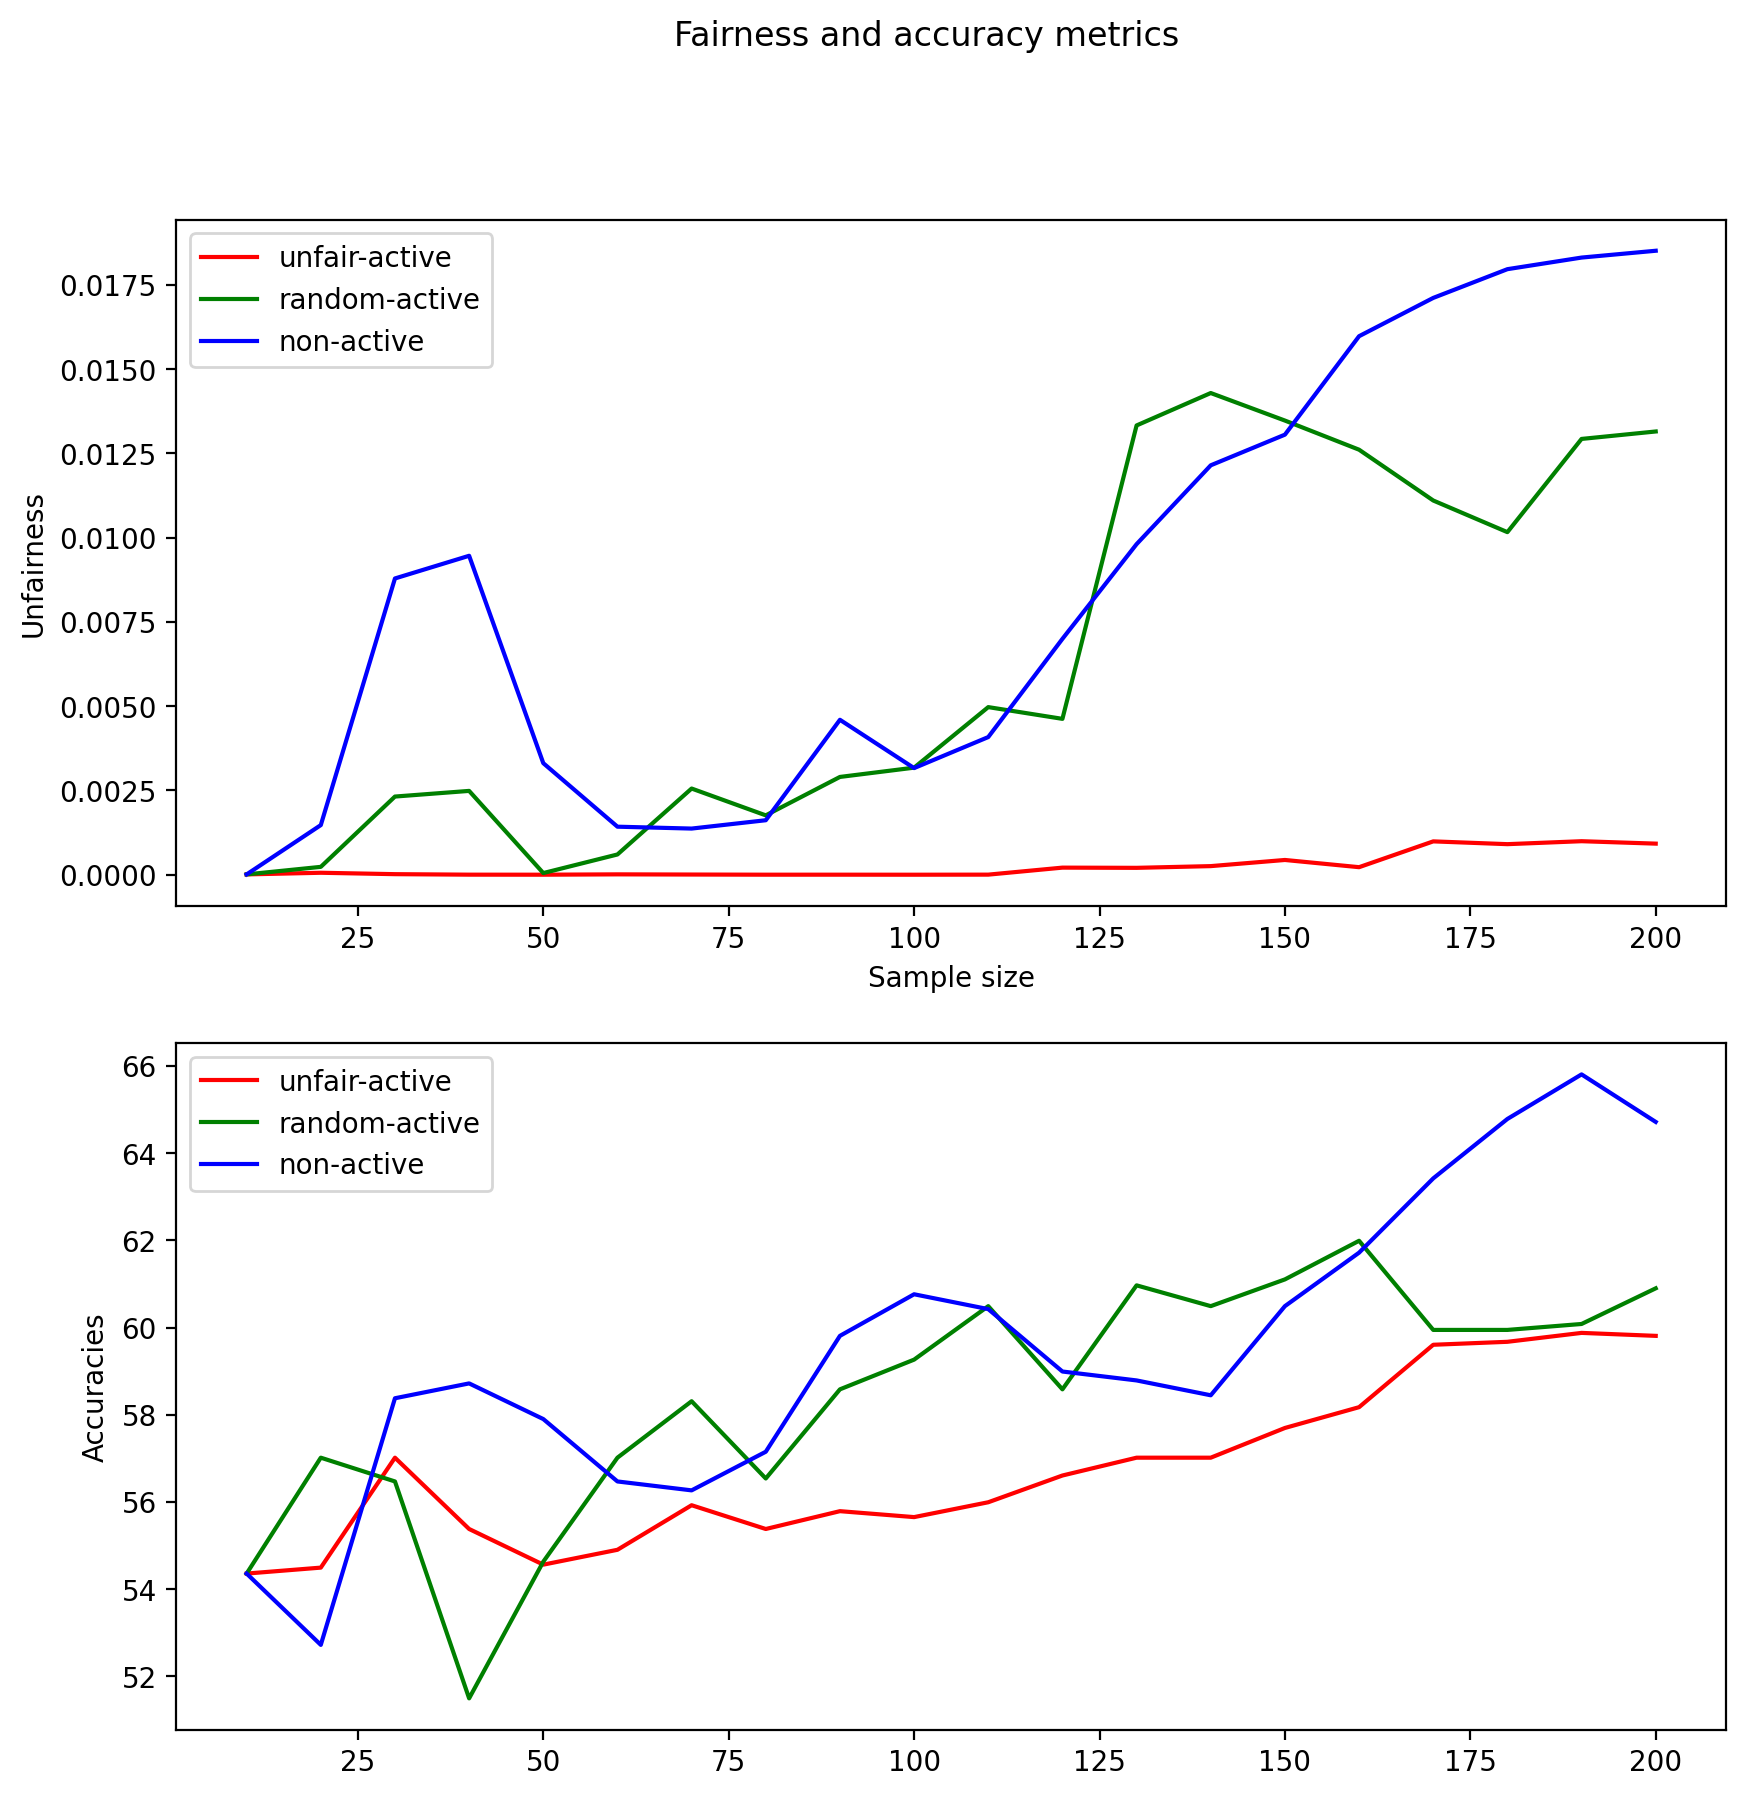 Fairness and accuracy metrics
unfair-active
random-active
non-active
0.0175
0.0150
0.0125
0.0100
0.0075
0.0050
0.0025
0.0000
Unfairness
25 50 75 100 125 150 175 200
Sample size
unfair-active
random-active
non-active
66
64
62
60
58
56
54
52
Accuracies
25 50 75 100 125 150 175 200